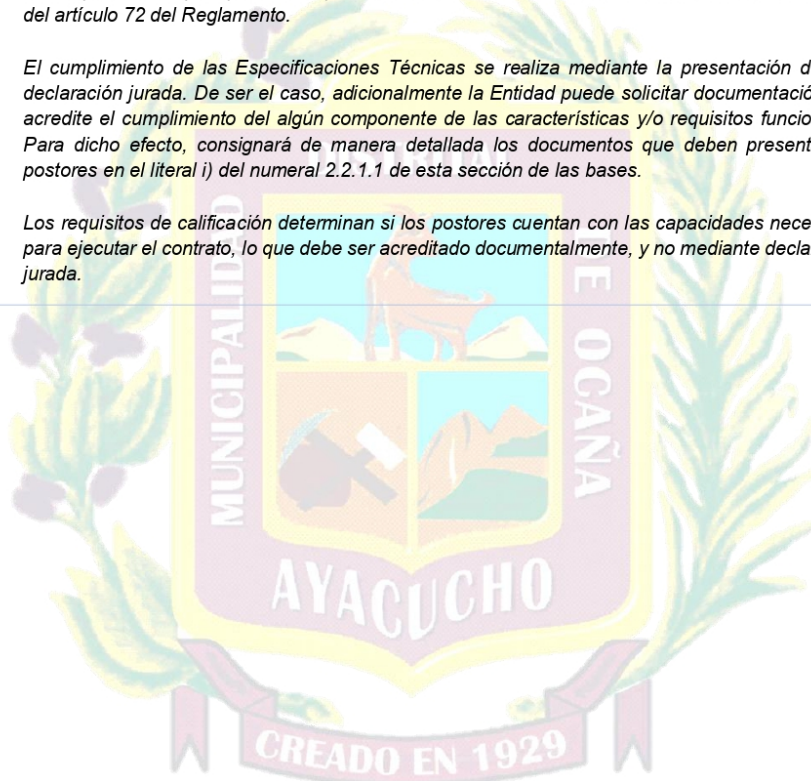 del artículo 72 del Reglamento.
El cumplimiento de las Especificaciones Técnicas se realiza mediante la presentación d
declaración jurada. De ser el caso, adicionalmente la Entidad puede solicitar documentació
acredite el cumplimiento del algún componente de las características y/o requisitos funcio
Para dicho efecto, consignará de manera detallada los documentos que deben present
postores en el literal i) del numeral 2.2.1.1 de esta sección de las bases.
Los requisitos de calificación determinan si los postores cuentan con las capacidades nece
para ejecutar el contrato, lo que debe ser acreditado documentalmente, y no mediante decla
jurada.
MUNICIPALIDAD
DISTRITAL
DE OCAÑA
AYACUCHO
CREADO EN 1929